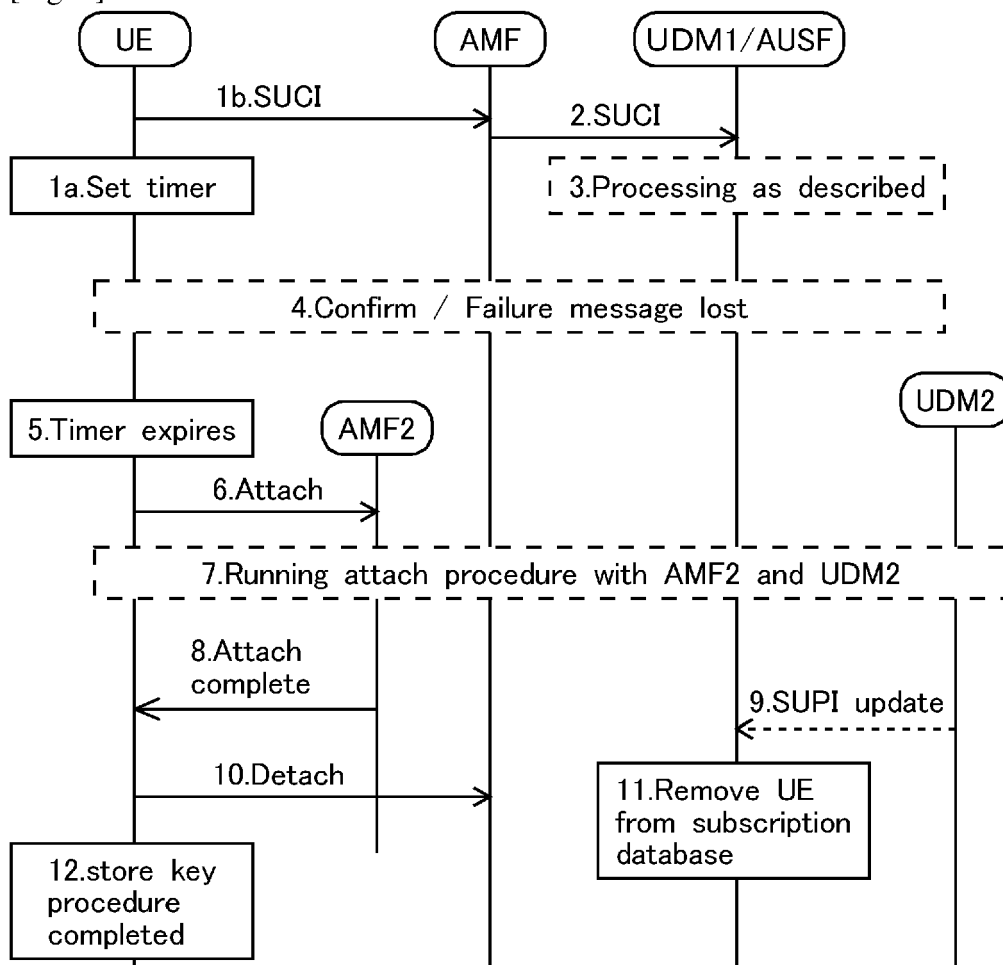 UE
AMF
UDM1/AUSF
1b.SUCI
2.SUCI
1a.Set timer
3.Processing as described
4.Confirm / Failure message lost
UDM2
5.Timer expires
AMF2
6.Attach
7.Running attach procedure with AMF2 and UDM2
8.Attach
complete
9.SUPI update
10.Detach
11.Remove UE
from subscription
database
12.store key
procedure
completed